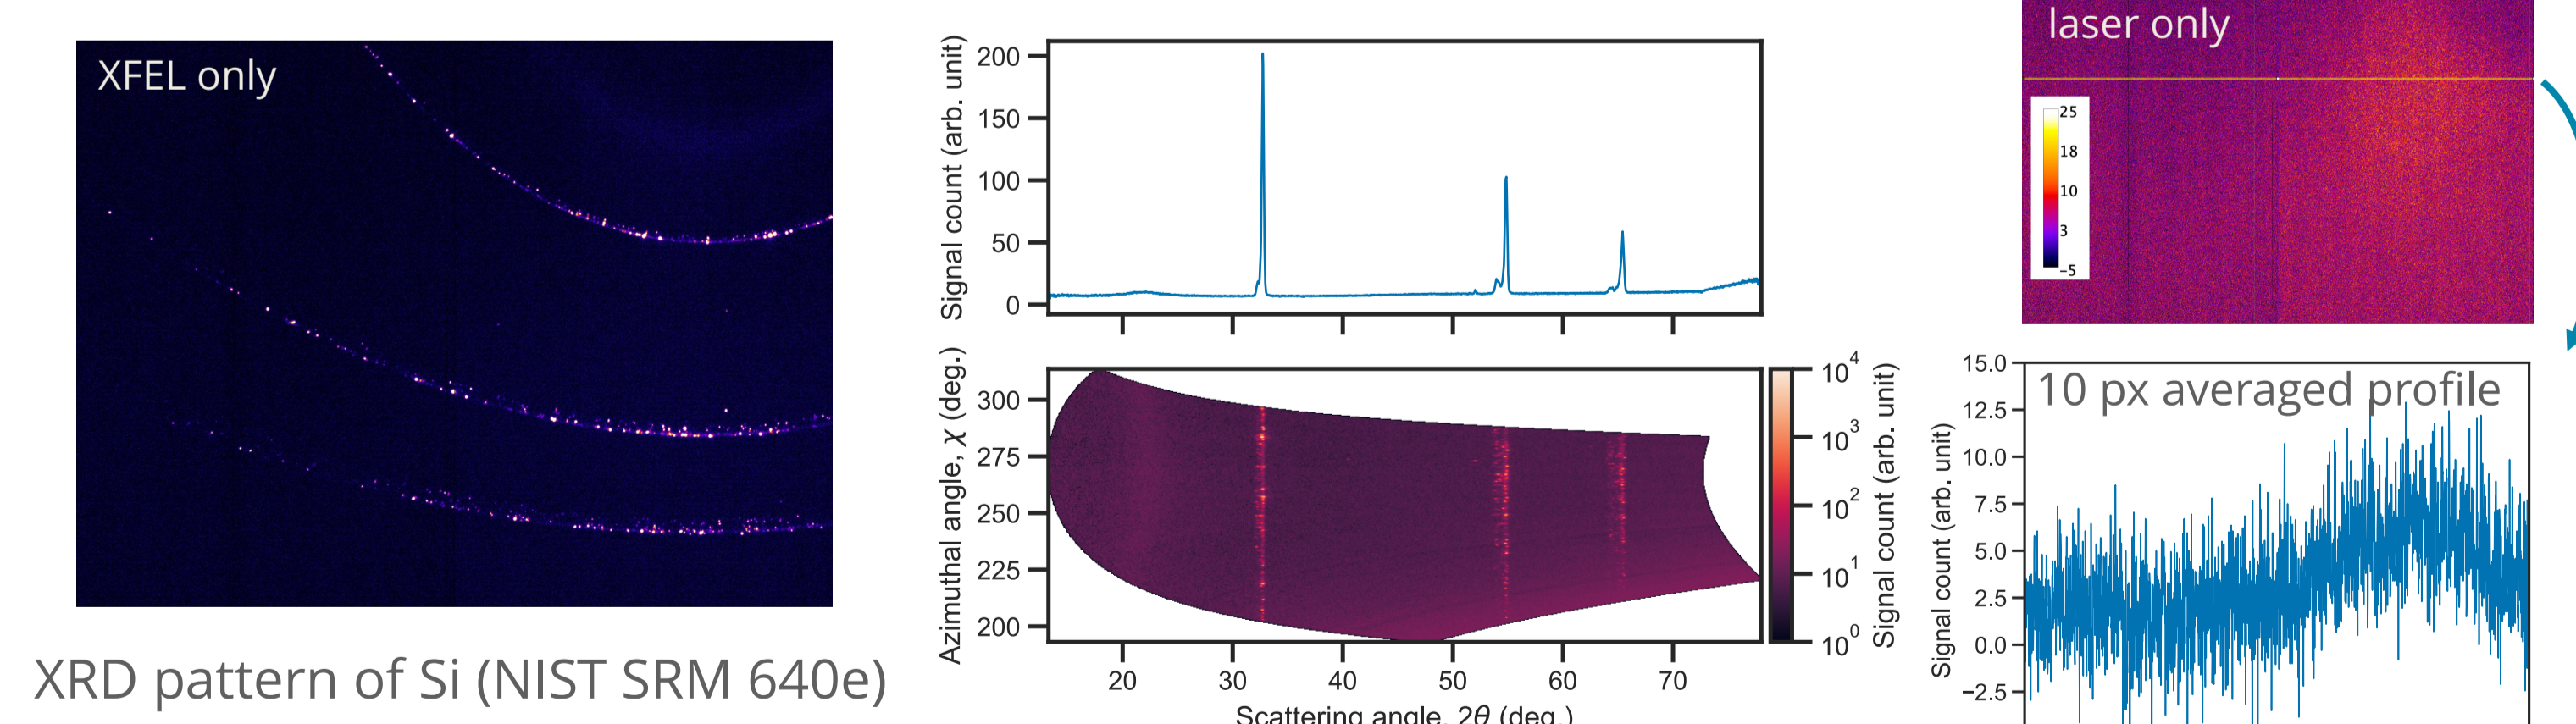 XFEL only
XRD pattern of Si (NIST SRM 640e)
Signal count (arb. unit)
200
150
100
50
0
Azimuthal angle, χ (deg.)
300
275
250
225
200
20 30 40 50 60 70
Scattering angle, 2θ (deg.)
10^4
10^3
10^2
10^1
10^0
Signal count (arb. unit)
laser only
25
18
10
3
−5
10 px averaged profile
Signal count (arb. unit)
15.0
12.5
10.0
7.5
5.0
2.5
0.0
−2.5